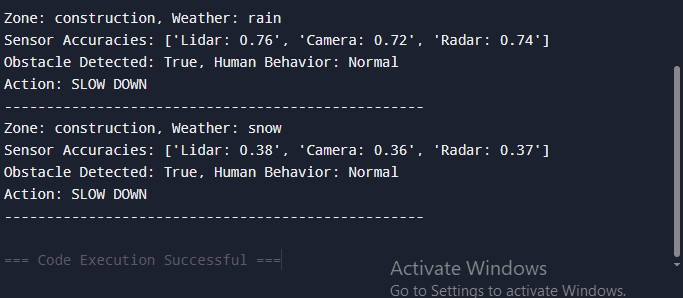 Zone: construction, Weather: rain
Sensor Accuracies: ['Lidar: 0.76', 'Camera: 0.72', 'Radar: 0.74']
Obstacle Detected: True, Human Behavior: Normal
Action: SLOW DOWN
--------------------------------------------------
Zone: construction, Weather: snow
Sensor Accuracies: ['Lidar: 0.38', 'Camera: 0.36', 'Radar: 0.37']
Obstacle Detected: True, Human Behavior: Normal
Action: SLOW DOWN
--------------------------------------------------
=== Code Execution Successful ===
Activate Windows
Go to Settings to activate Windows.